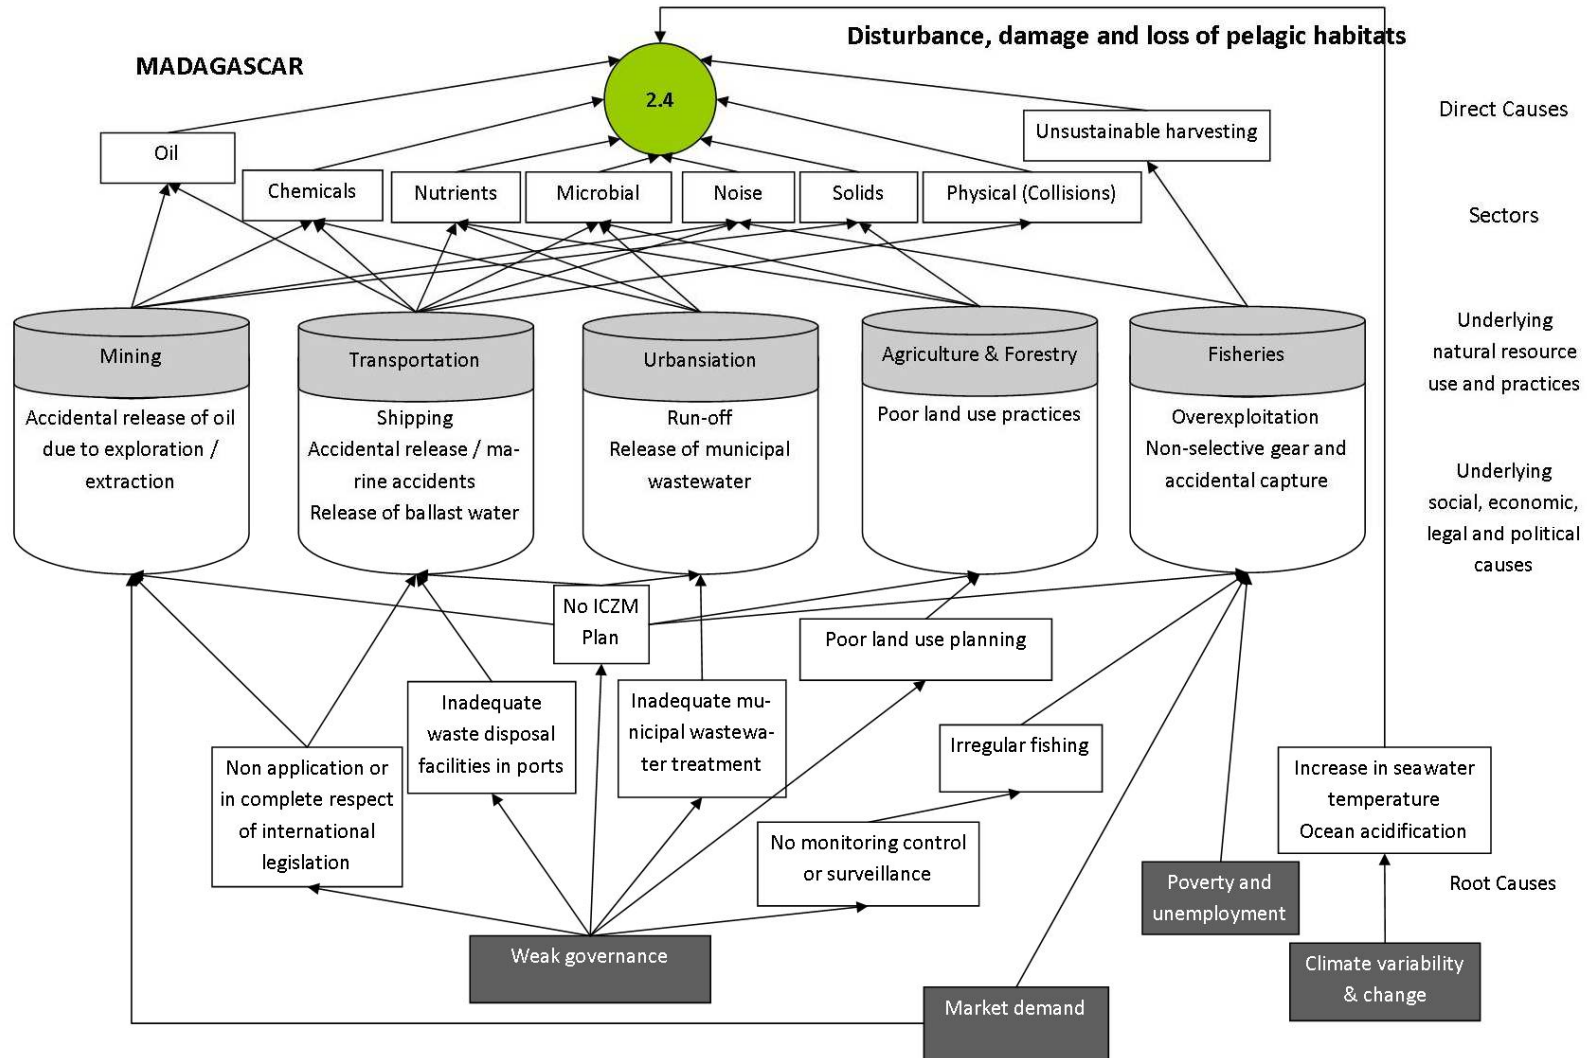 Disturbance, damage and loss of pelagic habitats
MADAGASCAR
2.4
Direct Causes
Oil
Unsustainable harvesting
Chemicals
Nutrients
Microbial
Noise
Solids
Physical (Collisions)
Sectors
Mining
Accidental release of oil
due to exploration /
extraction
Transportation
Shipping
Accidental release / ma-
rine accidents
Release of ballast water
Urbansiation
Run-off
Release of municipal
wastewater
Agriculture & Forestry
Poor land use practices
Fisheries
Overexploitation
Non-selective gear and
accidental capture
Underlying
natural resource
use and practices
Underlying
social, economic,
legal and political
causes
No ICZM
Plan
Poor land use planning
Inadequate
waste disposal
facilities in ports
Inadequate mu-
nicipal wastewa-
ter treatment
Irregular fishing
Non application or
in complete respect
of international
legislation
No monitoring control
or surveillance
Increase in seawater
temperature
Ocean acidification
Root Causes
Poverty and
unemployment
Weak governance
Climate variability
& change
Market demand